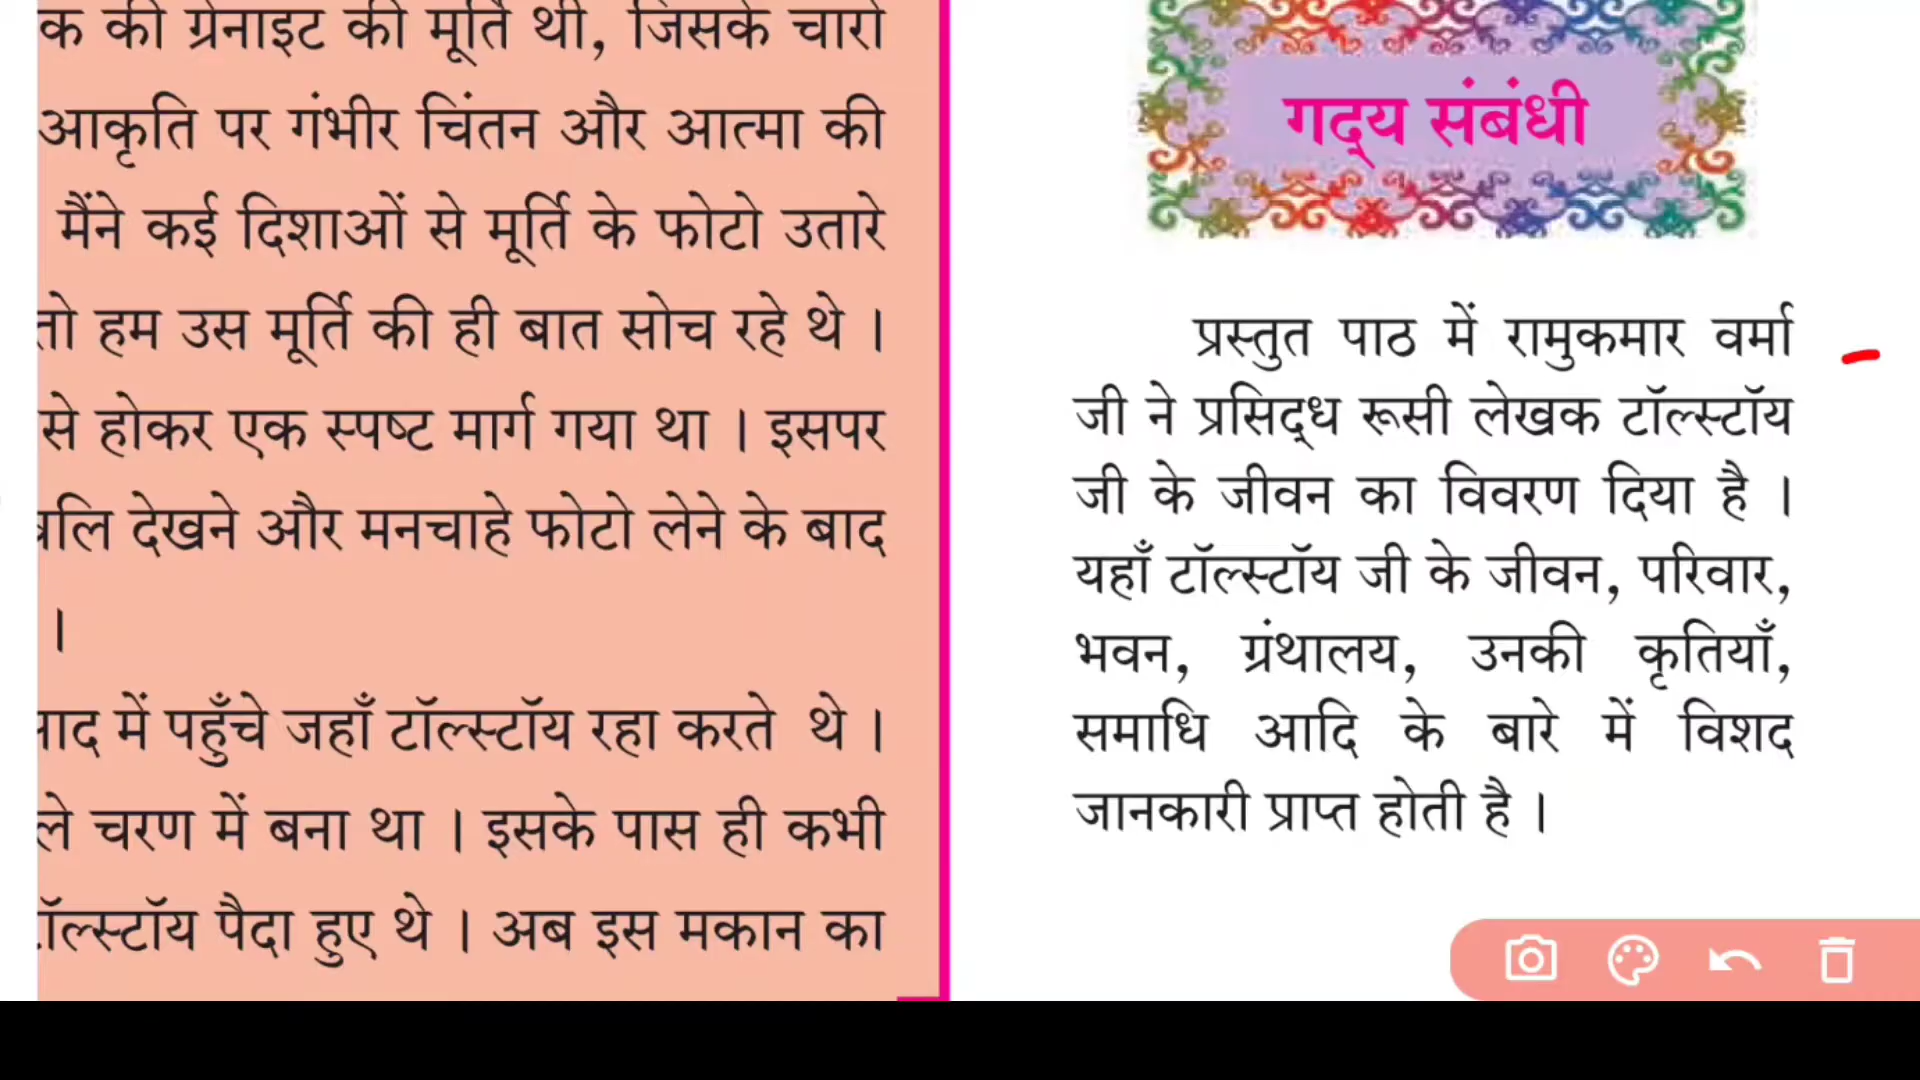 क की ग्रेनाइट की मूर्ति थी, जिसके चारों
आकृति पर गंभीर चिंतन और आत्मा की
मैंने कई दिशाओं से मूर्ति के फोटो उतारे
तो हम उस मूर्ति की ही बात सोच रहे थे ।
से होकर एक स्पष्ट मार्ग गया था । इसपर
देखने और मनचाहे फोटो लेने के बाद
।
में पहुँचे जहाँ टॉल्स्टॉय रहा करते थे ।
ले चरण में बना था । इसके पास ही कभी
टॉल्स्टॉय पैदा हुए थे । अब इस मकान का
गद्य संबंधी
प्रस्तुत पाठ में रामुकमार वर्मा
जी ने प्रसिद्ध रूसी लेखक टॉल्स्टॉय
जी के जीवन का विवरण दिया है ।
यहाँ टॉल्स्टॉय जी के जीवन, परिवार,
भवन, ग्रंथालय, उनकी कृतियाँ,
समाधि आदि के बारे में विशद
जानकारी प्राप्त होती है ।